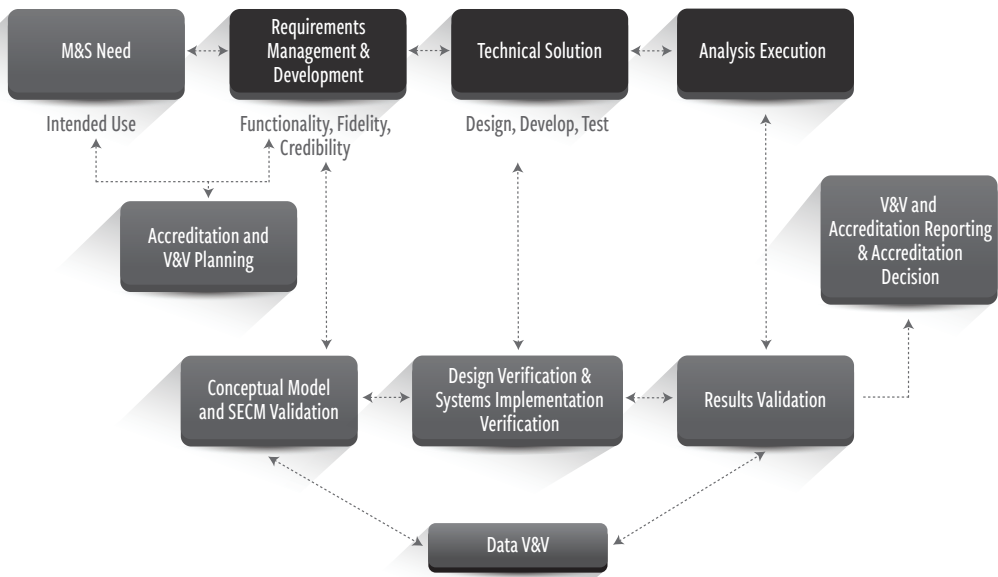 M&S Need
Requirements
Management &
Development
Technical Solution
Analysis Execution
Intended Use
Functionality, Fidelity,
Credibility
Design, Develop, Test
Accreditation and
V&V Planning
V&V and
Accreditation Reporting
& Accreditation
Decision
Conceptual Model
and SECM Validation
Design Verification &
Systems Implementation
Verification
Results Validation
Data V&V